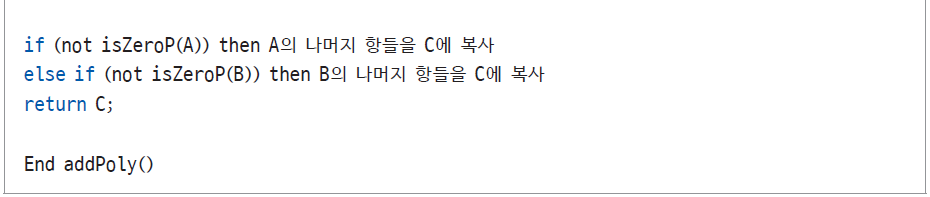 if (not isZeroP(A)) then A의 나머지 항들을 C에 복사
else if (not isZeroP(B)) then B의 나머지 항들을 C에 복사
return C;
End addPoly()